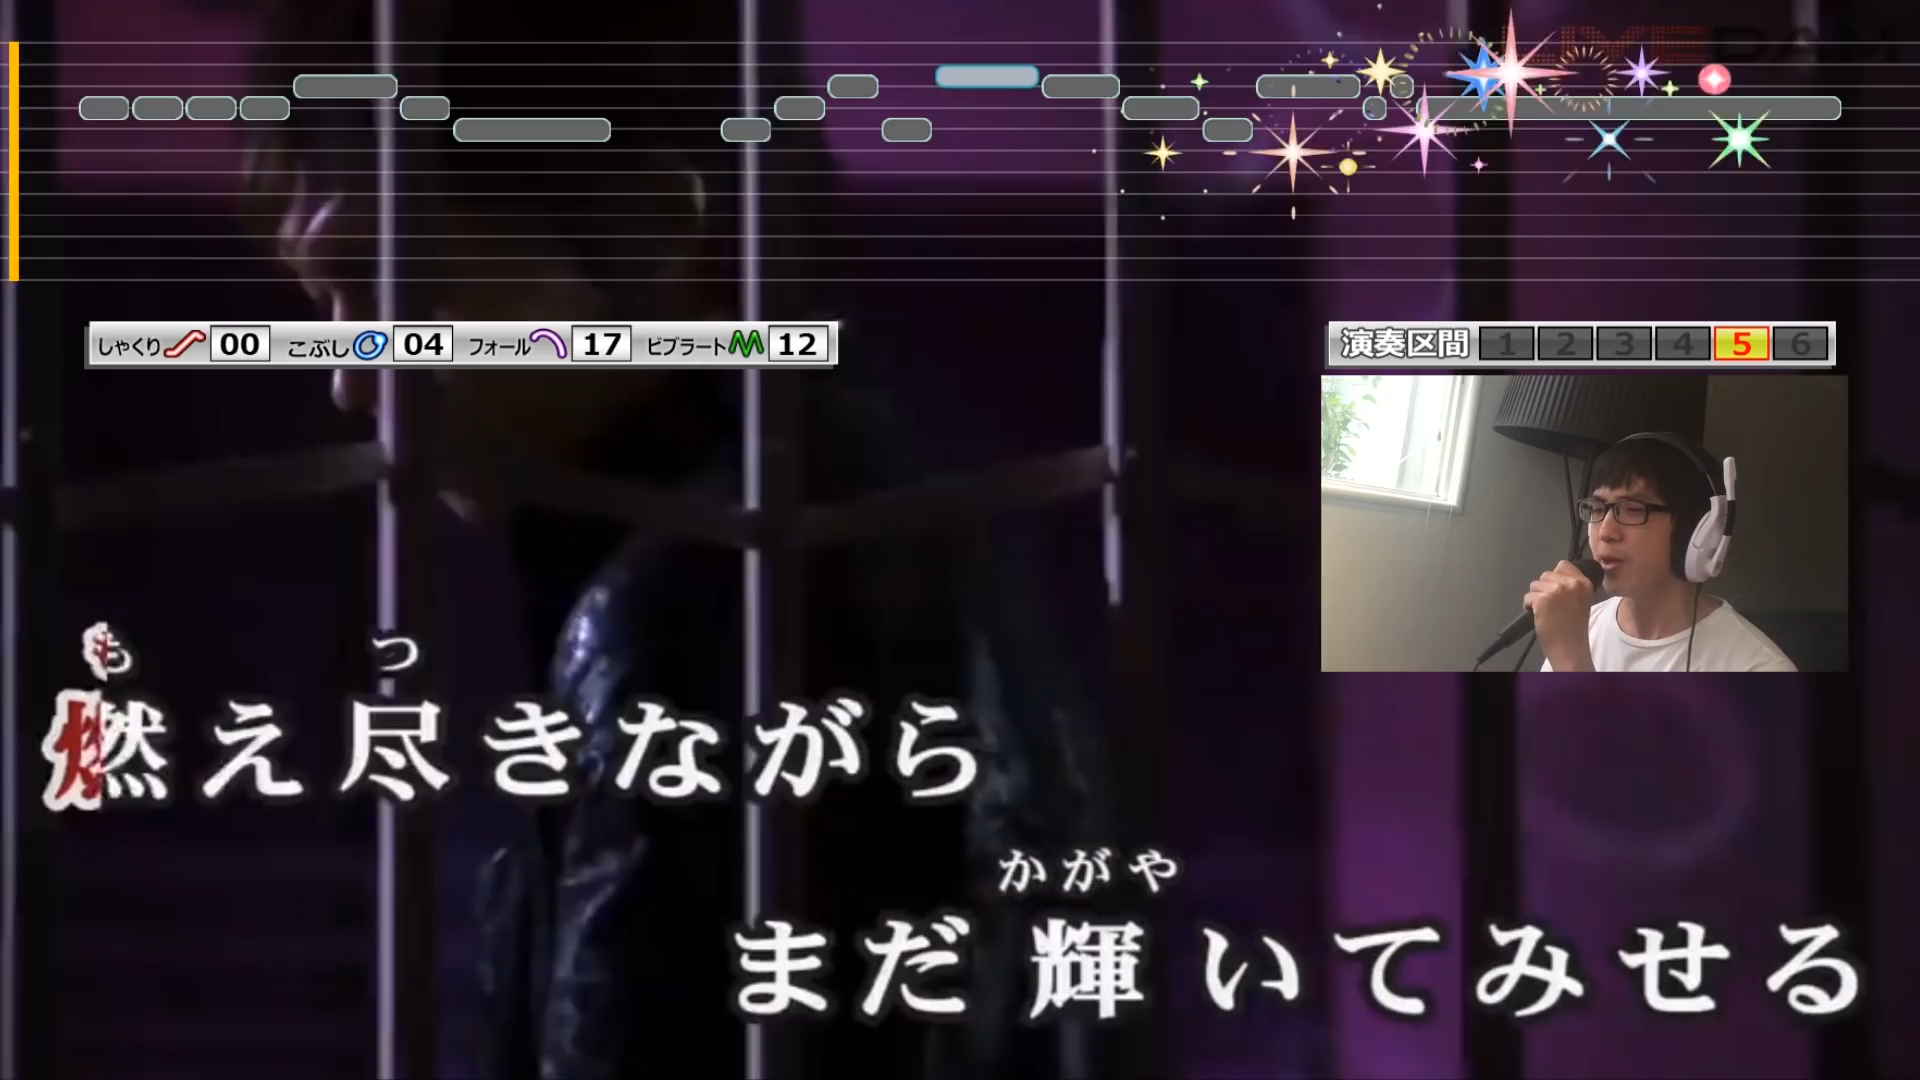 しゃくり 00 こぶし 04 フォール 17 ビブラート 12
演奏区間 1 2 3 4 5 6
も つ
燃え尽きながら
かがや
まだ輝いてみせる